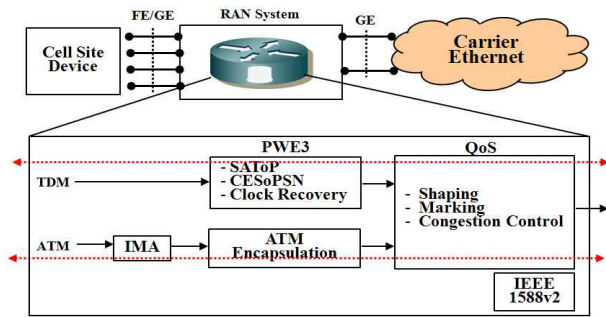 FE/GE
RAN System
GE
Cell Site
Device
Carrier
Ethernet
PWE3
QoS
TDM
- SAToP
- CESoPSN
- Clock Recovery
- Shaping
- Marking
- Congestion Control
ATM
IMA
ATM
Encapsulation
IEEE
1588v2